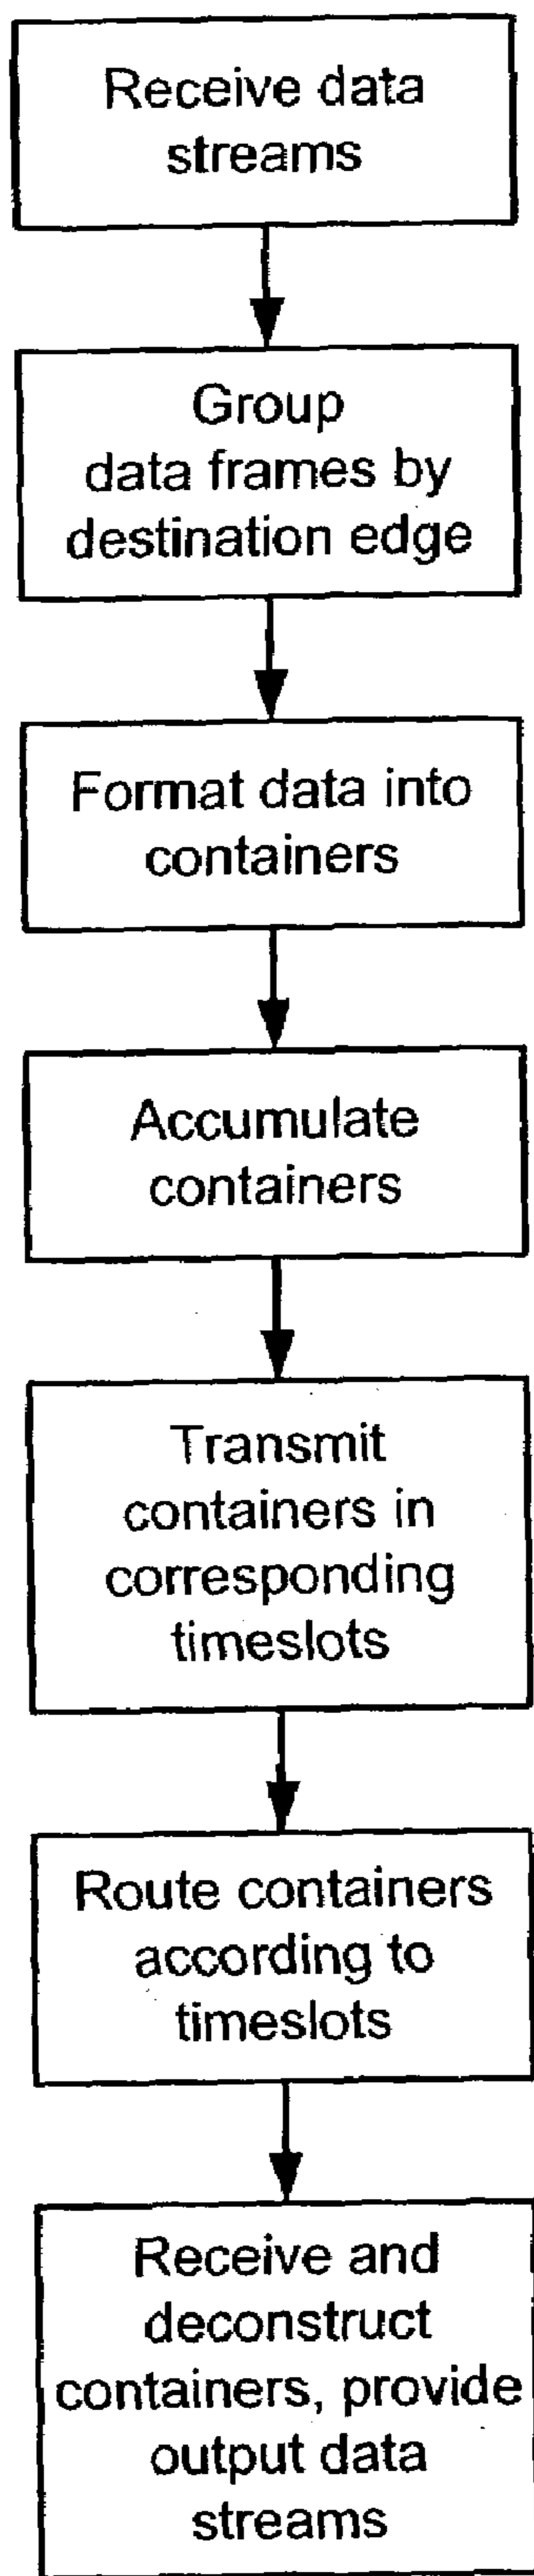 Receive data
streams
Group
data frames by
destination edge
Format data into
containers
Accumulate
containers
Transmit
containers in
corresponding
timeslots
Route containers
according to
timeslots
Receive and
deconstruct
containers, provide
output data
streams